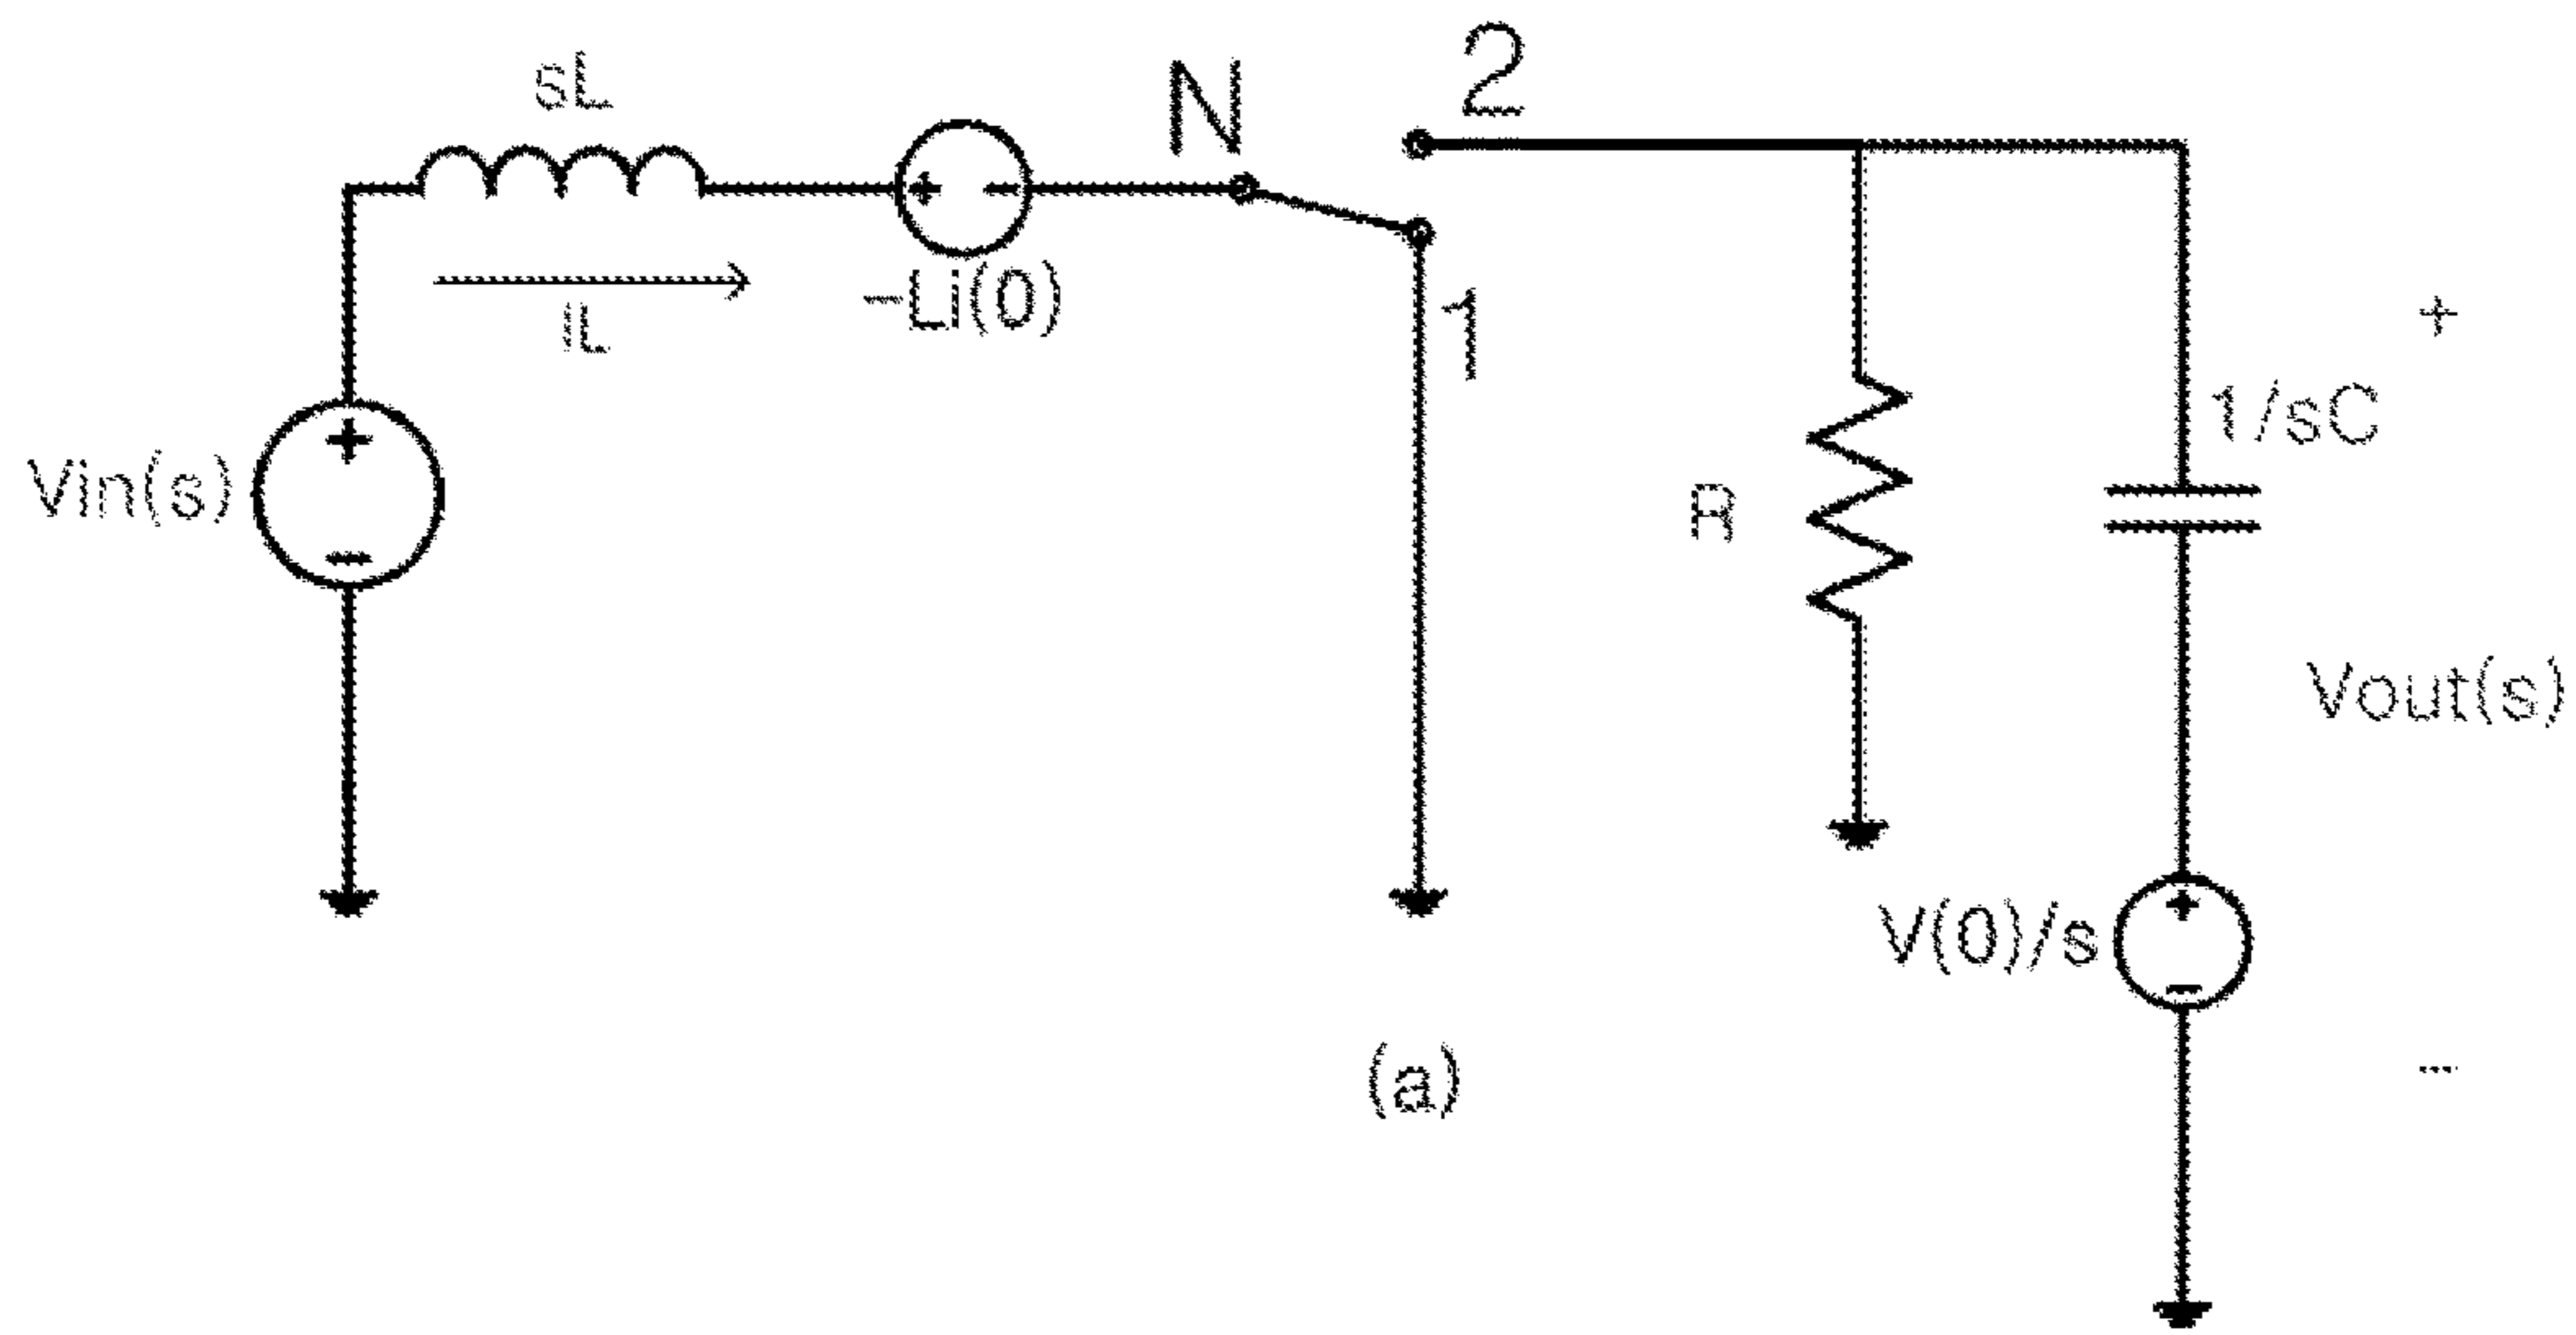 sL
N
2
+ -
IL
-Li(0)
1
+
Vin(s)
+
-
R
1/sC
Vout(s)
V(0)/s
+
-
-
(a)